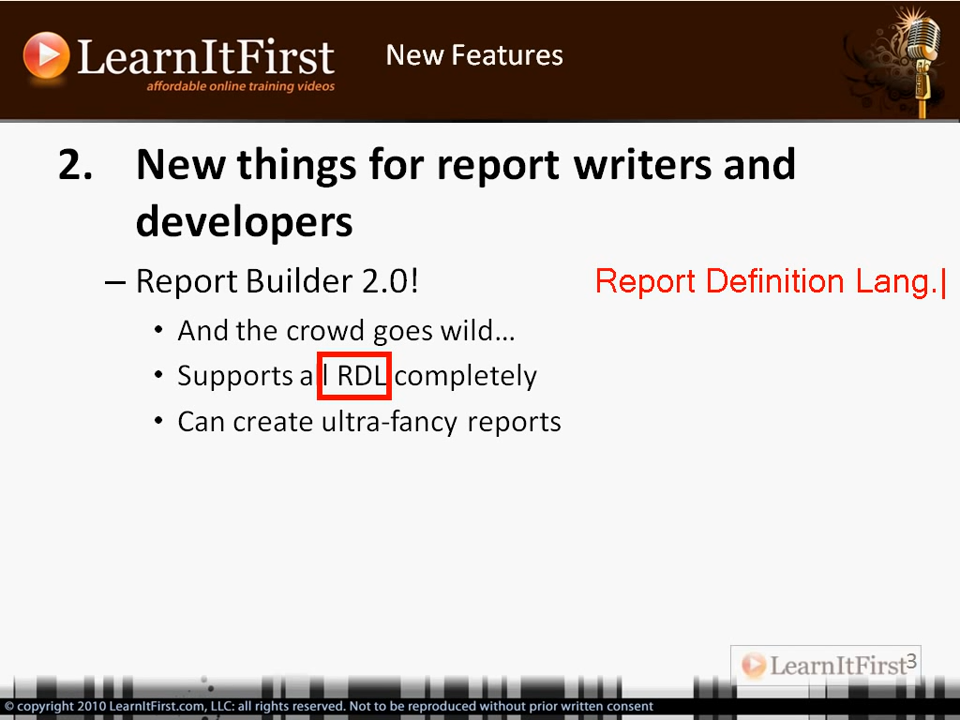 LearnItFirst
affordable online training videos
New Features
2. New things for report writers and
developers
– Report Builder 2.0!
Report Definition Lang.
• And the crowd goes wild…
• Supports all RDL completely
• Can create ultra-fancy reports
LearnItFirst
3
© copyright 2010 LearnItFirst.com, LLC: all rights reserved. Not to be reproduced without prior written consent